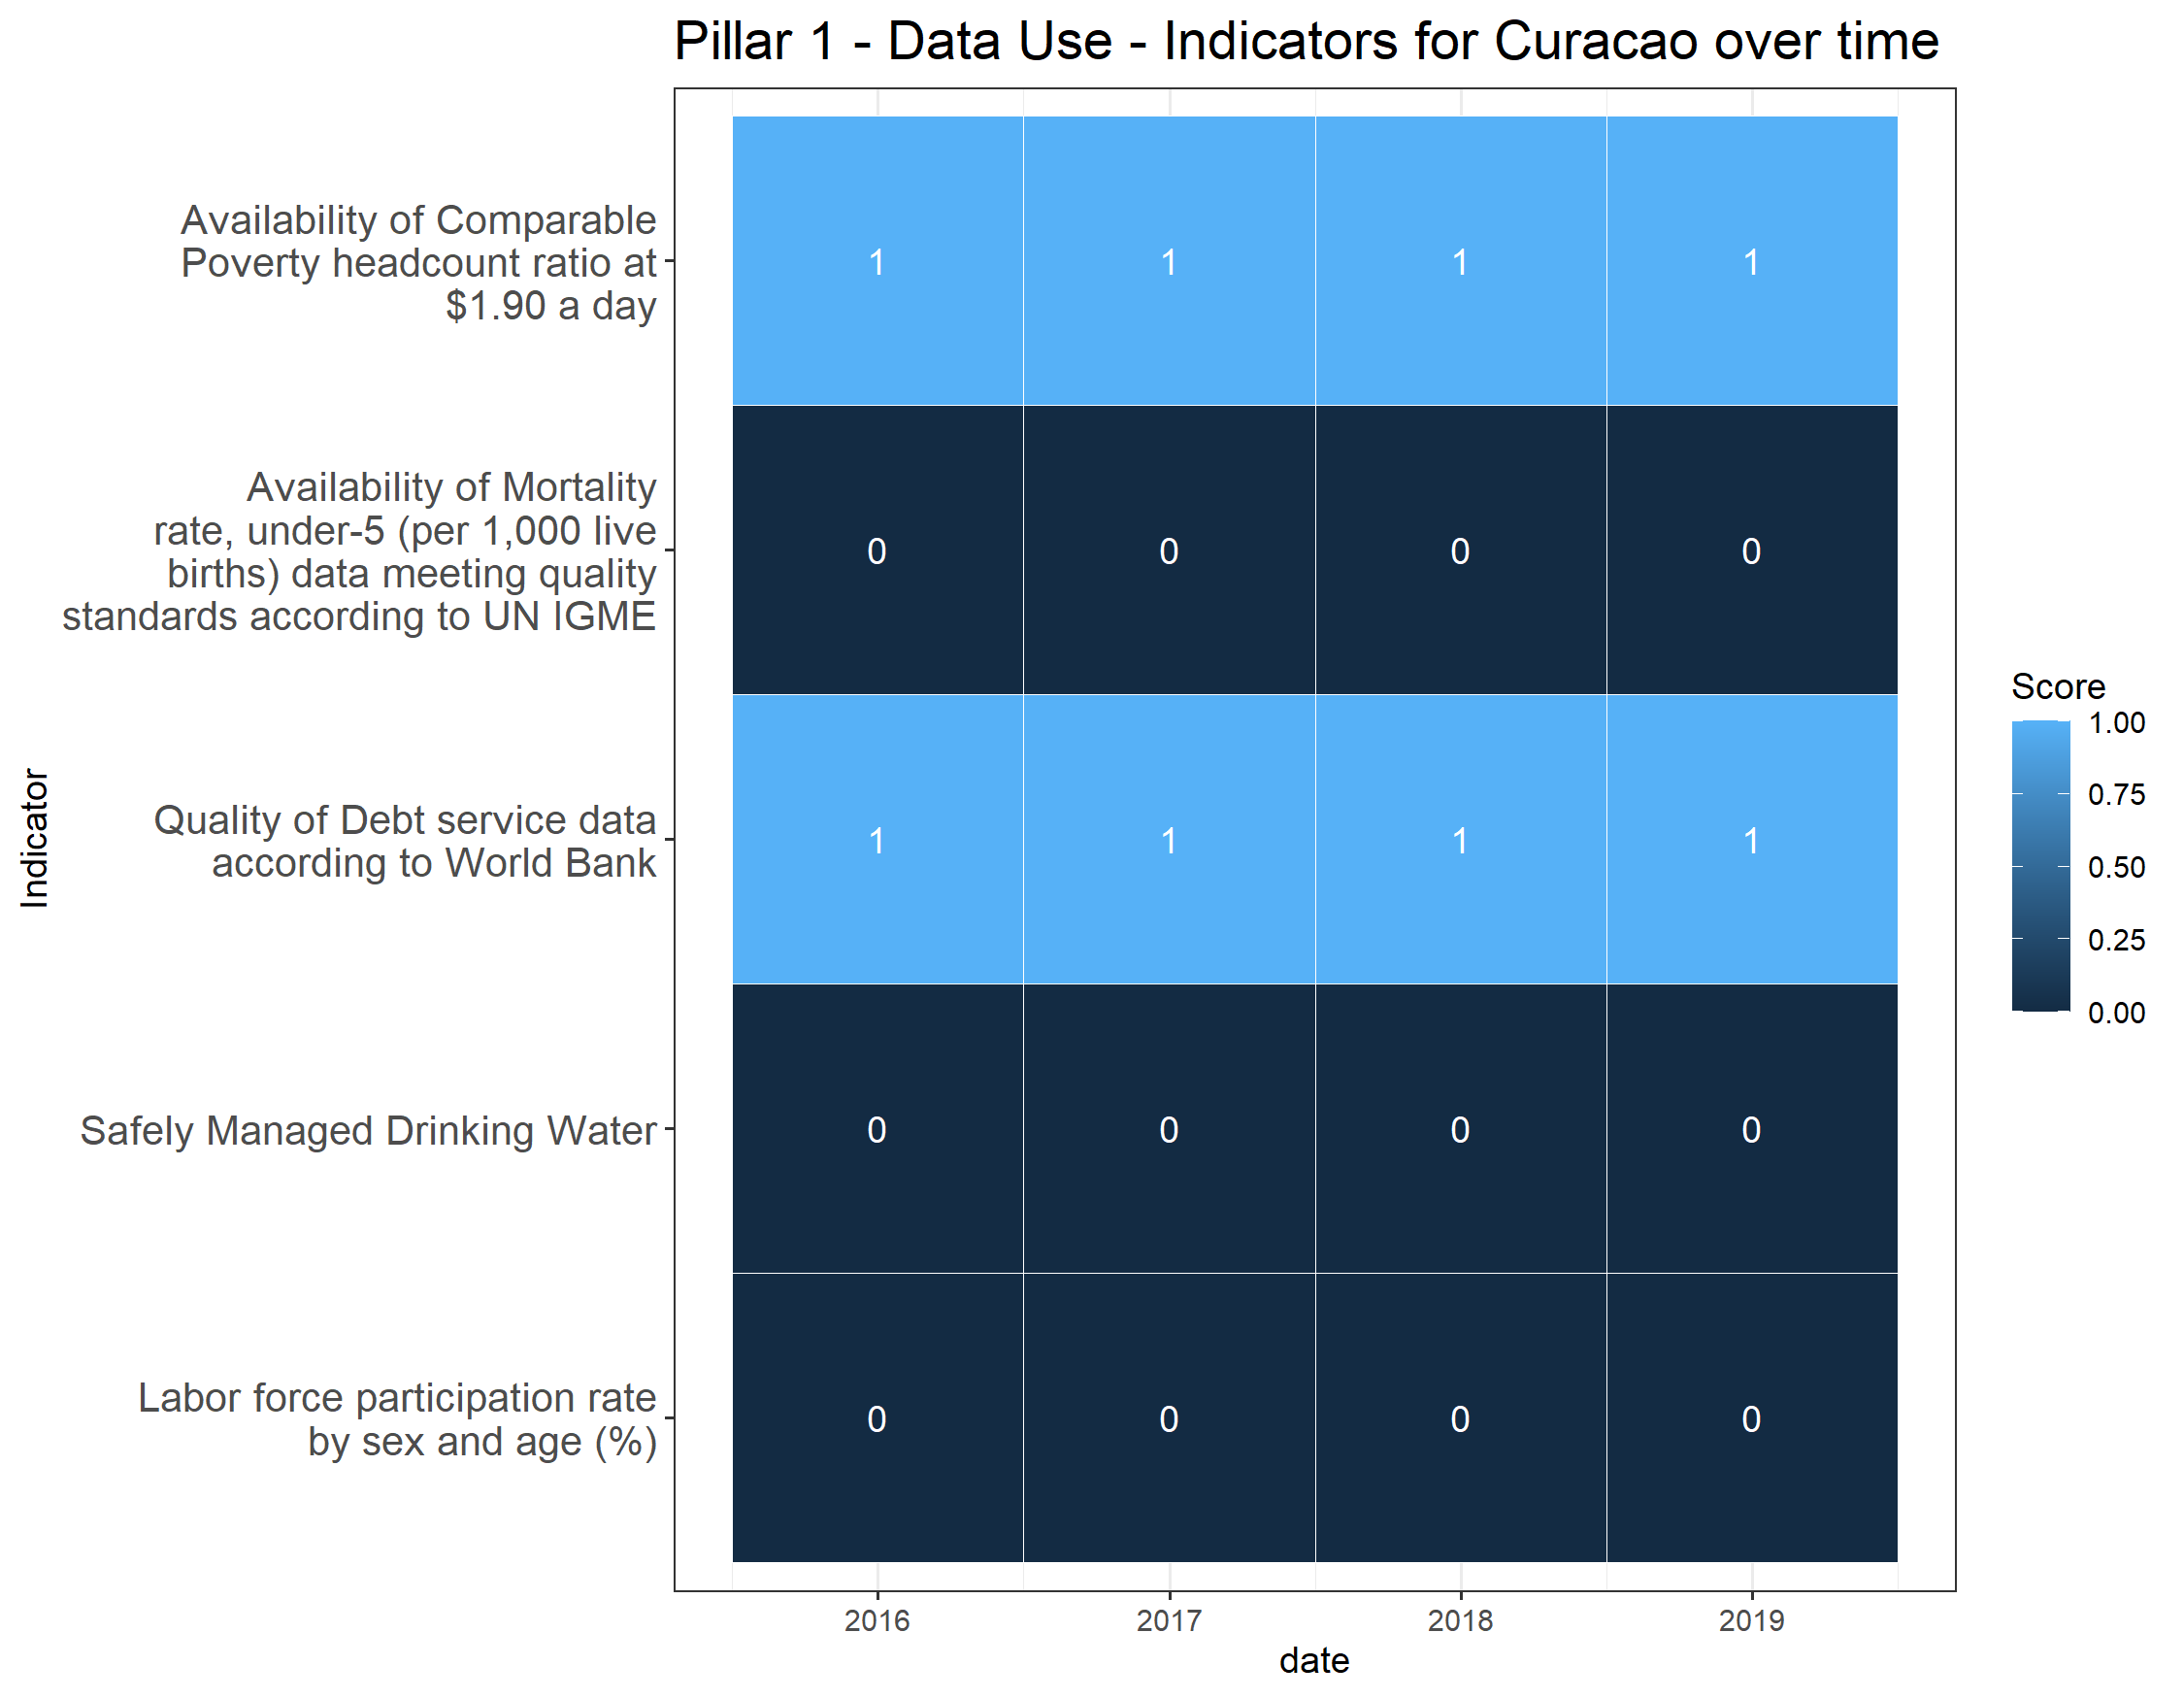 Pillar 1 - Data Use - Indicators for Curacao over time
Indicator
Availability of Comparable
Poverty headcount ratio at
$1.90 a day
1 1 1 1
Availability of Mortality
rate, under-5 (per 1,000 live
births) data meeting quality
standards according to UN IGME
0 0 0 0
Quality of Debt service data
according to World Bank
1 1 1 1
Safely Managed Drinking Water
0 0 0 0
Labor force participation rate
by sex and age (%)
0 0 0 0
2016 2017 2018 2019
date
Score
1.00
0.75
0.50
0.25
0.00